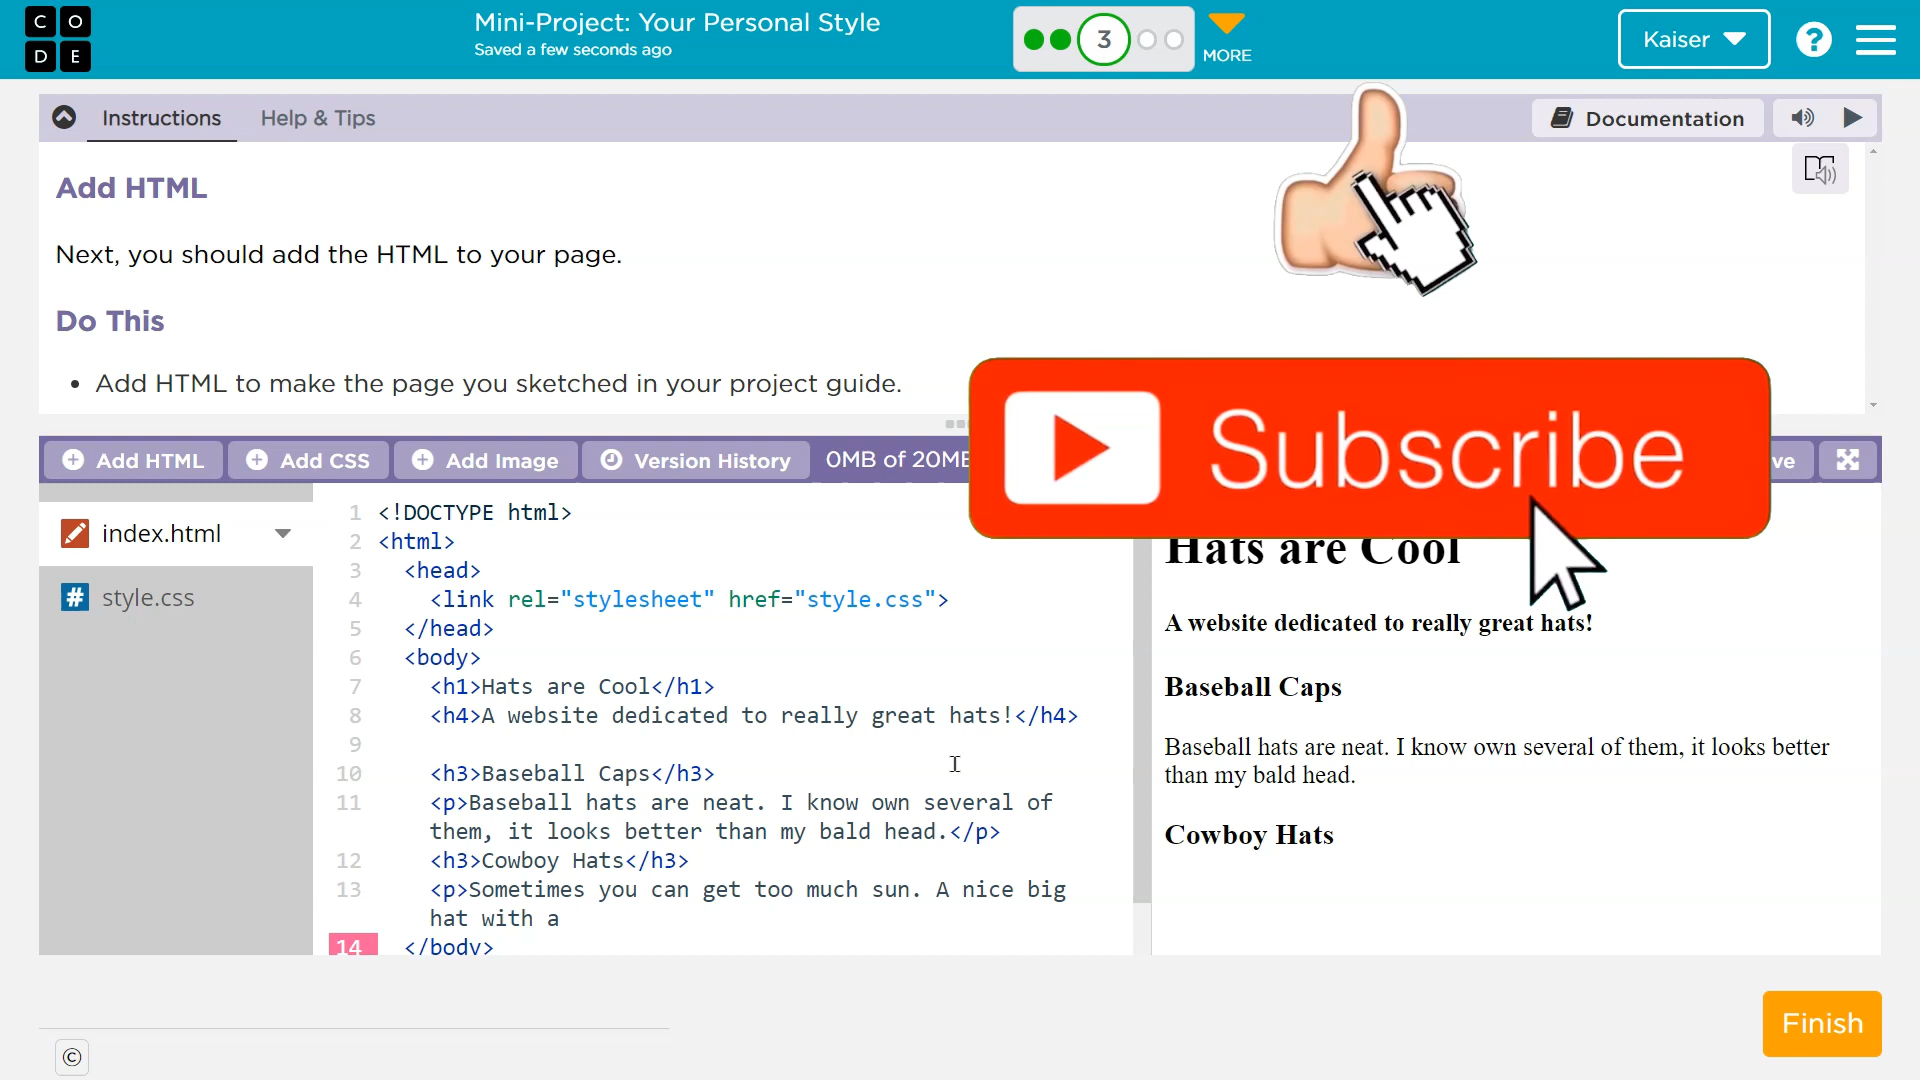 CODE
Mini-Project: Your Personal Style
Saved a few seconds ago
3
MORE
Kaiser
?
Instructions
Help & Tips
Documentation
Add HTML
Next, you should add the HTML to your page.
Do This
• Add HTML to make the page you sketched in your project guide.
Subscribe
Add HTML
Add CSS
Add Image
Version History
0MB of 20MB
ve
index.html
# style.css
1 <!DOCTYPE html>
2 <html>
3 <head>
4 <link rel="stylesheet" href="style.css">
5 </head>
6 <body>
7 <h1>Hats are Cool</h1>
8 <h4>A website dedicated to really great hats!</h4>
9
10 <h3>Baseball Caps</h3>
11 <p>Baseball hats are neat. I know own several of
them, it looks better than my bald head.</p>
12 <h3>Cowboy Hats</h3>
13 <p>Sometimes you can get too much sun. A nice big
hat with a
14 </body>
Hats are Cool
A website dedicated to really great hats!
Baseball Caps
Baseball hats are neat. I know own several of them, it looks better
than my bald head.
Cowboy Hats
Finish
©